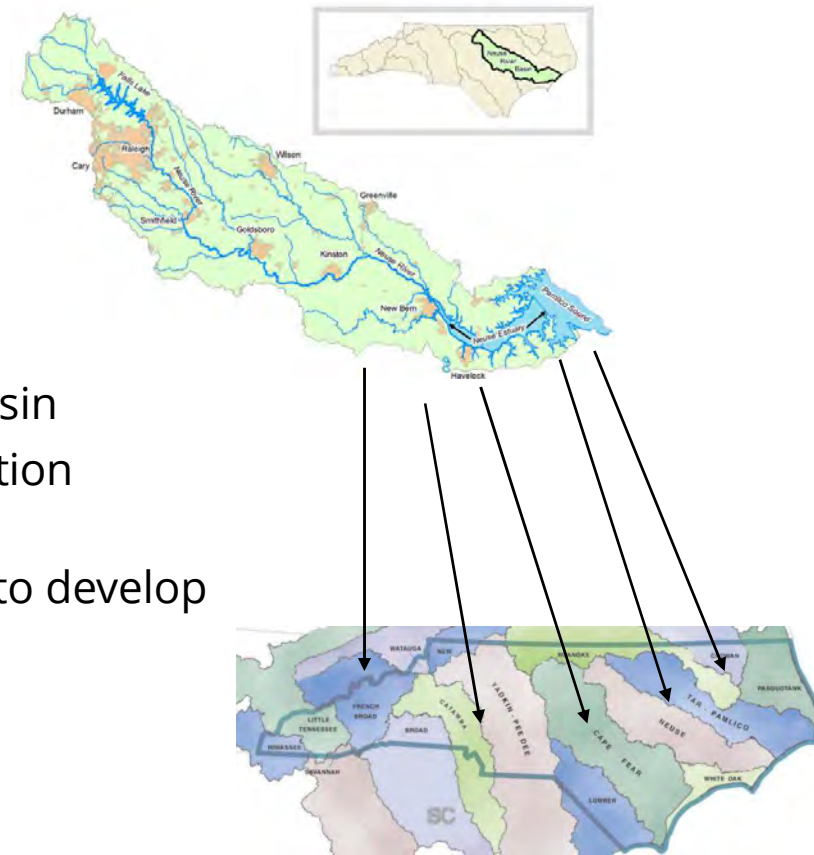 Neuse
River
Basin
Falls Lake
Durham
Raleigh
Cary
Neuse River
Wilson
Greenville
Smithfield
Goldsboro
Kinston
Neuse River
New Bern
Pamlico Sound
Neuse Estuary
Havelock
sin
tion
to develop
WATAUGA
NEW
ROANOKE
PASQUOTANK
FRENCH
BROAD
LITTLE
TENNESSEE
HIWASSEE
SAVANNAH
BROAD
CATAWBA
YADKIN - PEE DEE
CAPE FEAR
TAR - PAMLICO
NEUSE
WHITE OAK
LUMBER
SC